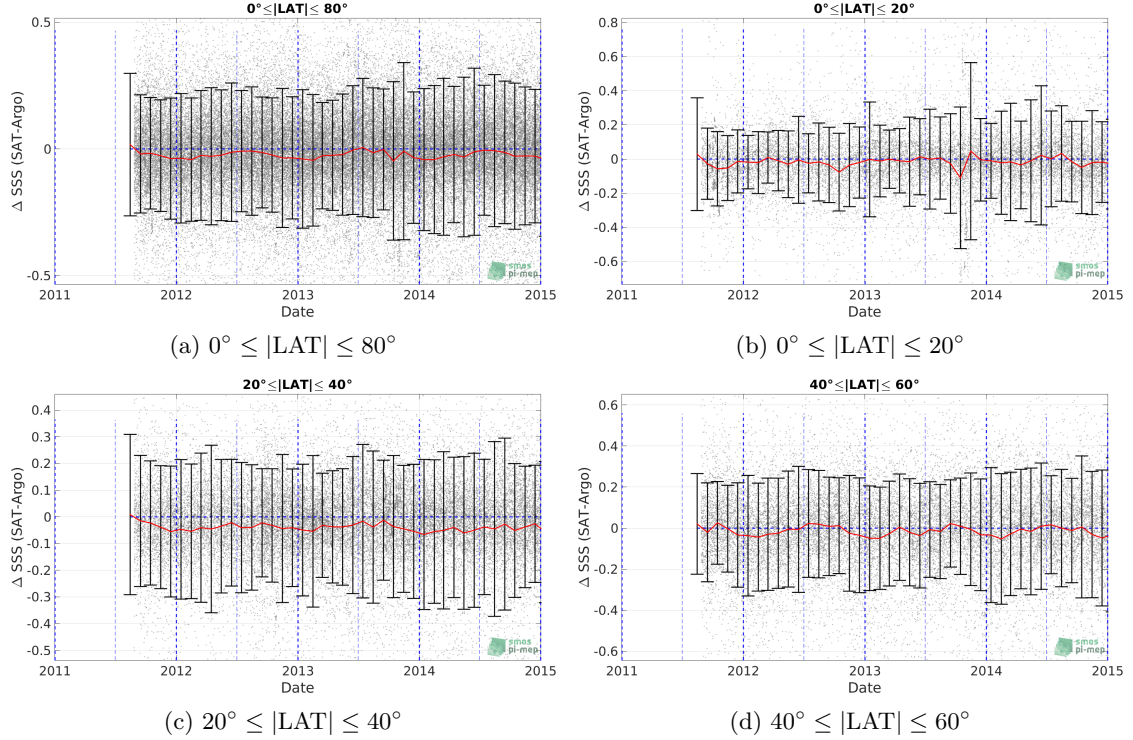 0°≤|LAT|≤ 80°
0.5
0
-0.5
Δ SSS (SAT-Argo)
2011
2012
2013
2014
2015
Date
smos
pi-mep
(a) 0° ≤ |LAT| ≤ 80°
0°≤|LAT|≤ 20°
0.8
0.6
0.4
0.2
0
-0.2
-0.4
-0.6
Δ SSS (SAT-Argo)
2011
2012
2013
2014
2015
Date
smos
pi-mep
(b) 0° ≤ |LAT| ≤ 20°
20°≤|LAT|≤ 40°
0.4
0.3
0.2
0.1
0
-0.1
-0.2
-0.3
-0.4
-0.5
Δ SSS (SAT-Argo)
2011
2012
2013
2014
2015
Date
smos
pi-mep
(c) 20° ≤ |LAT| ≤ 40°
40°≤|LAT|≤ 60°
0.6
0.4
0.2
0
-0.2
-0.4
-0.6
Δ SSS (SAT-Argo)
2011
2012
2013
2014
2015
Date
smos
pi-mep
(d) 40° ≤ |LAT| ≤ 60°